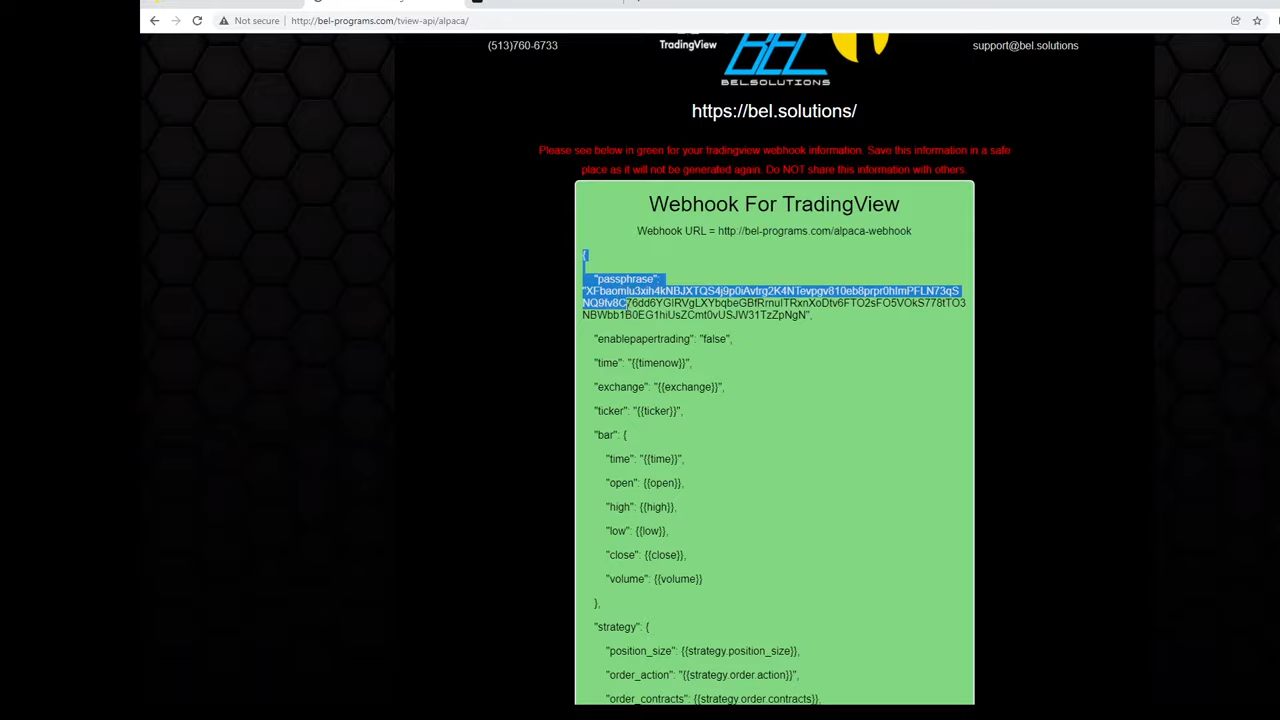 Not secure | http://bel-programs.com/tview-api/alpaca/
(513)760-6733
TradingView
support@bel.solutions
BEL
BELSOLUTIONS
https://bel.solutions/
Please see below in green for your tradingview webhook information. Save this information in a safe
place as it will not be generated again. Do NOT share this information with others.
Webhook For TradingView
Webhook URL = http://bel-programs.com/alpaca-webhook
{
"passphrase":
"enablepapertrading": "false",
"time": "{{timenow}}",
"exchange": "{{exchange}}",
"ticker": "{{ticker}}",
"bar": {
"time": "{{time}}",
"open": {{open}},
"high": {{high}},
"low": {{low}},
"close": {{close}},
"volume": {{volume}}
},
"strategy": {
"position_size": {{strategy.position_size}},
"order_action": "{{strategy.order.action}}",
"order_contracts": {{strategy.order.contracts}},